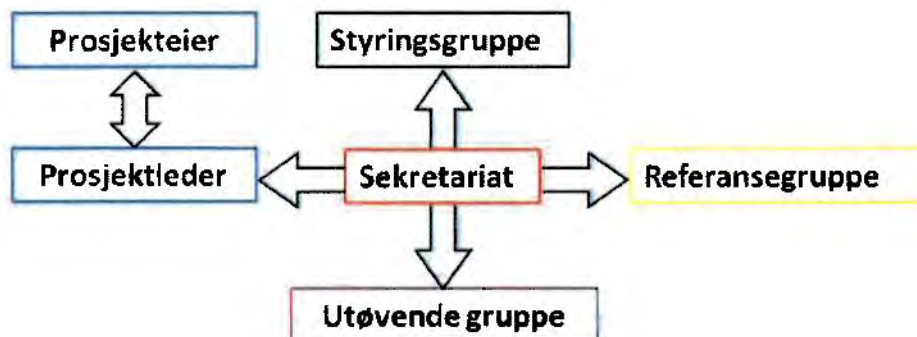 Prosjekteier
Styringsgruppe
Prosjektleder
Sekretariat
Referansegruppe
Utøvende gruppe